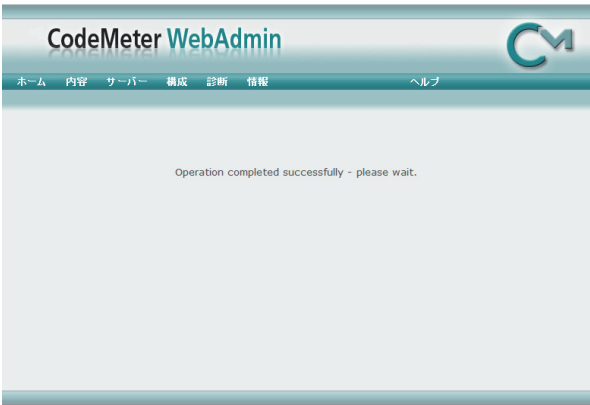 CodeMeter WebAdmin
CM
ホーム 内容 サーバー 構成 診断 情報 ヘルプ
Operation completed successfully - please wait.